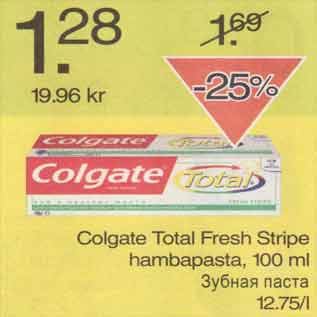 1.28
1.69
19.96 kr
-25%
Colgate
Colgate Total
Colgate Total Fresh Stripe
hambapasta, 100 ml
Зубная паста
12.75/l